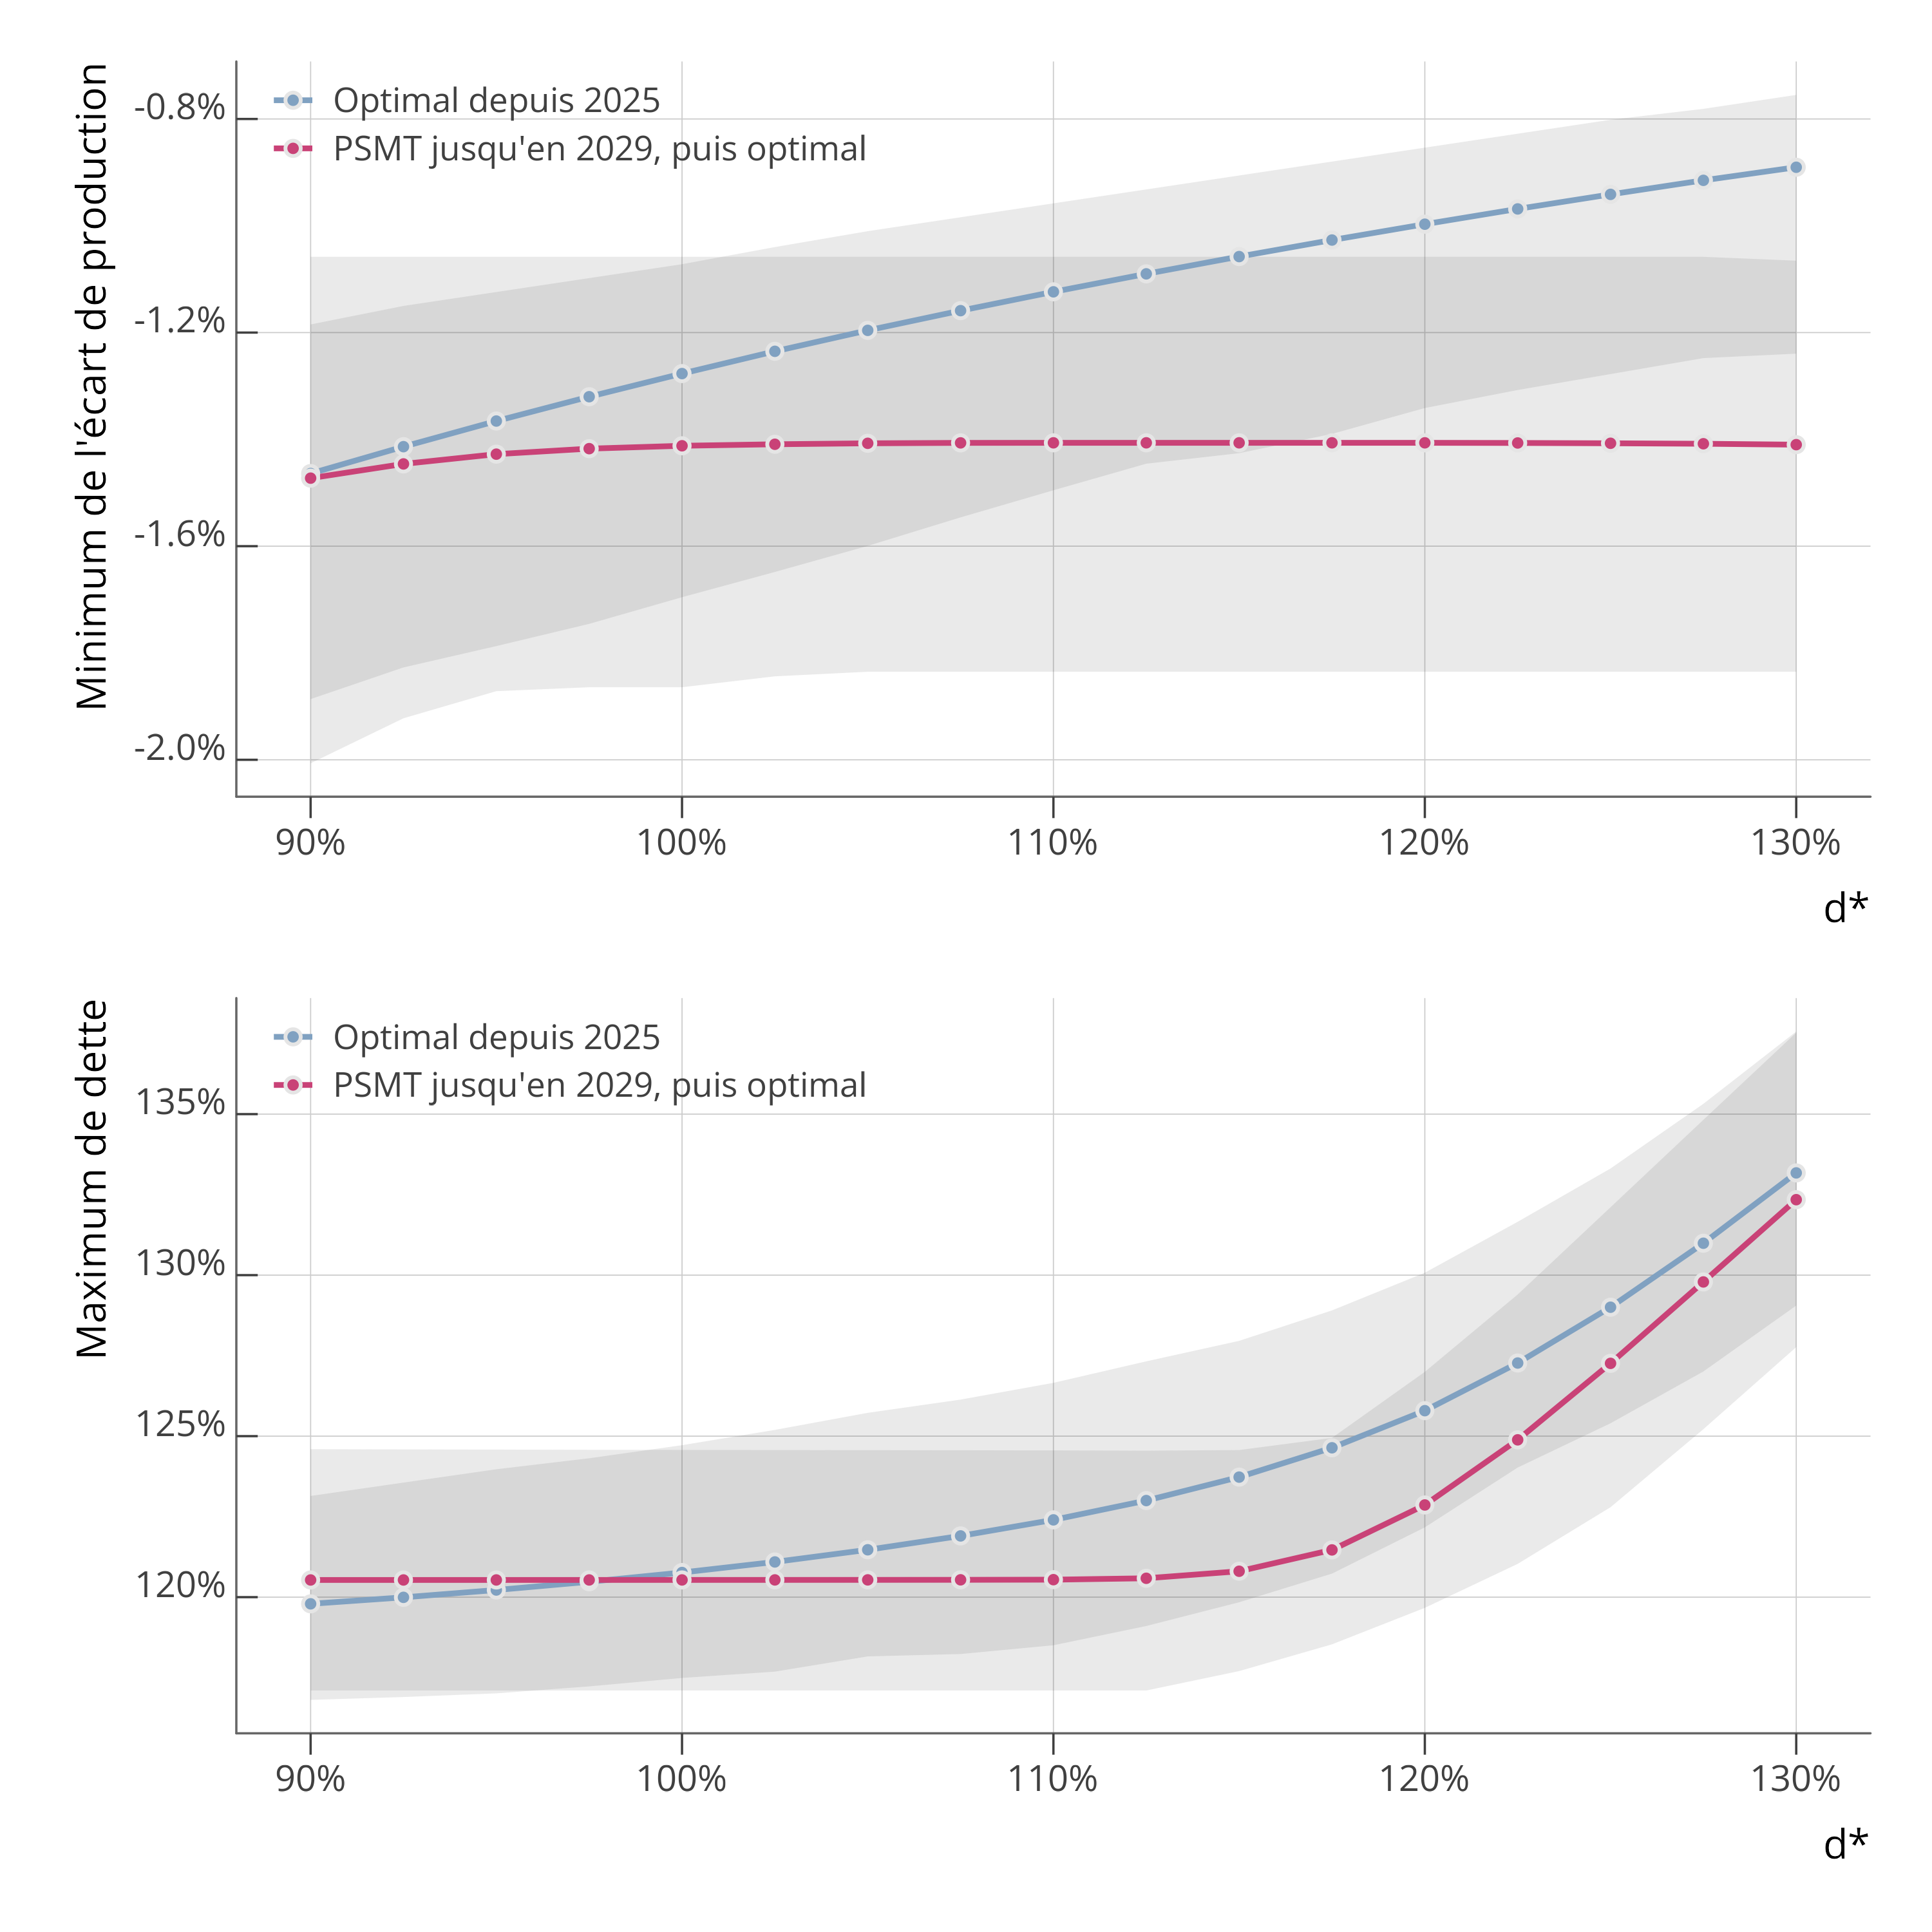 Minimum de l'écart de production
Optimal depuis 2025
PSMT jusqu'en 2029, puis optimal
-0.8%
-1.2%
-1.6%
-2.0%
90%
100%
110%
120%
130%
d*
Maximum de dette
Optimal depuis 2025
PSMT jusqu'en 2029, puis optimal
135%
130%
125%
120%
90%
100%
110%
120%
130%
d*